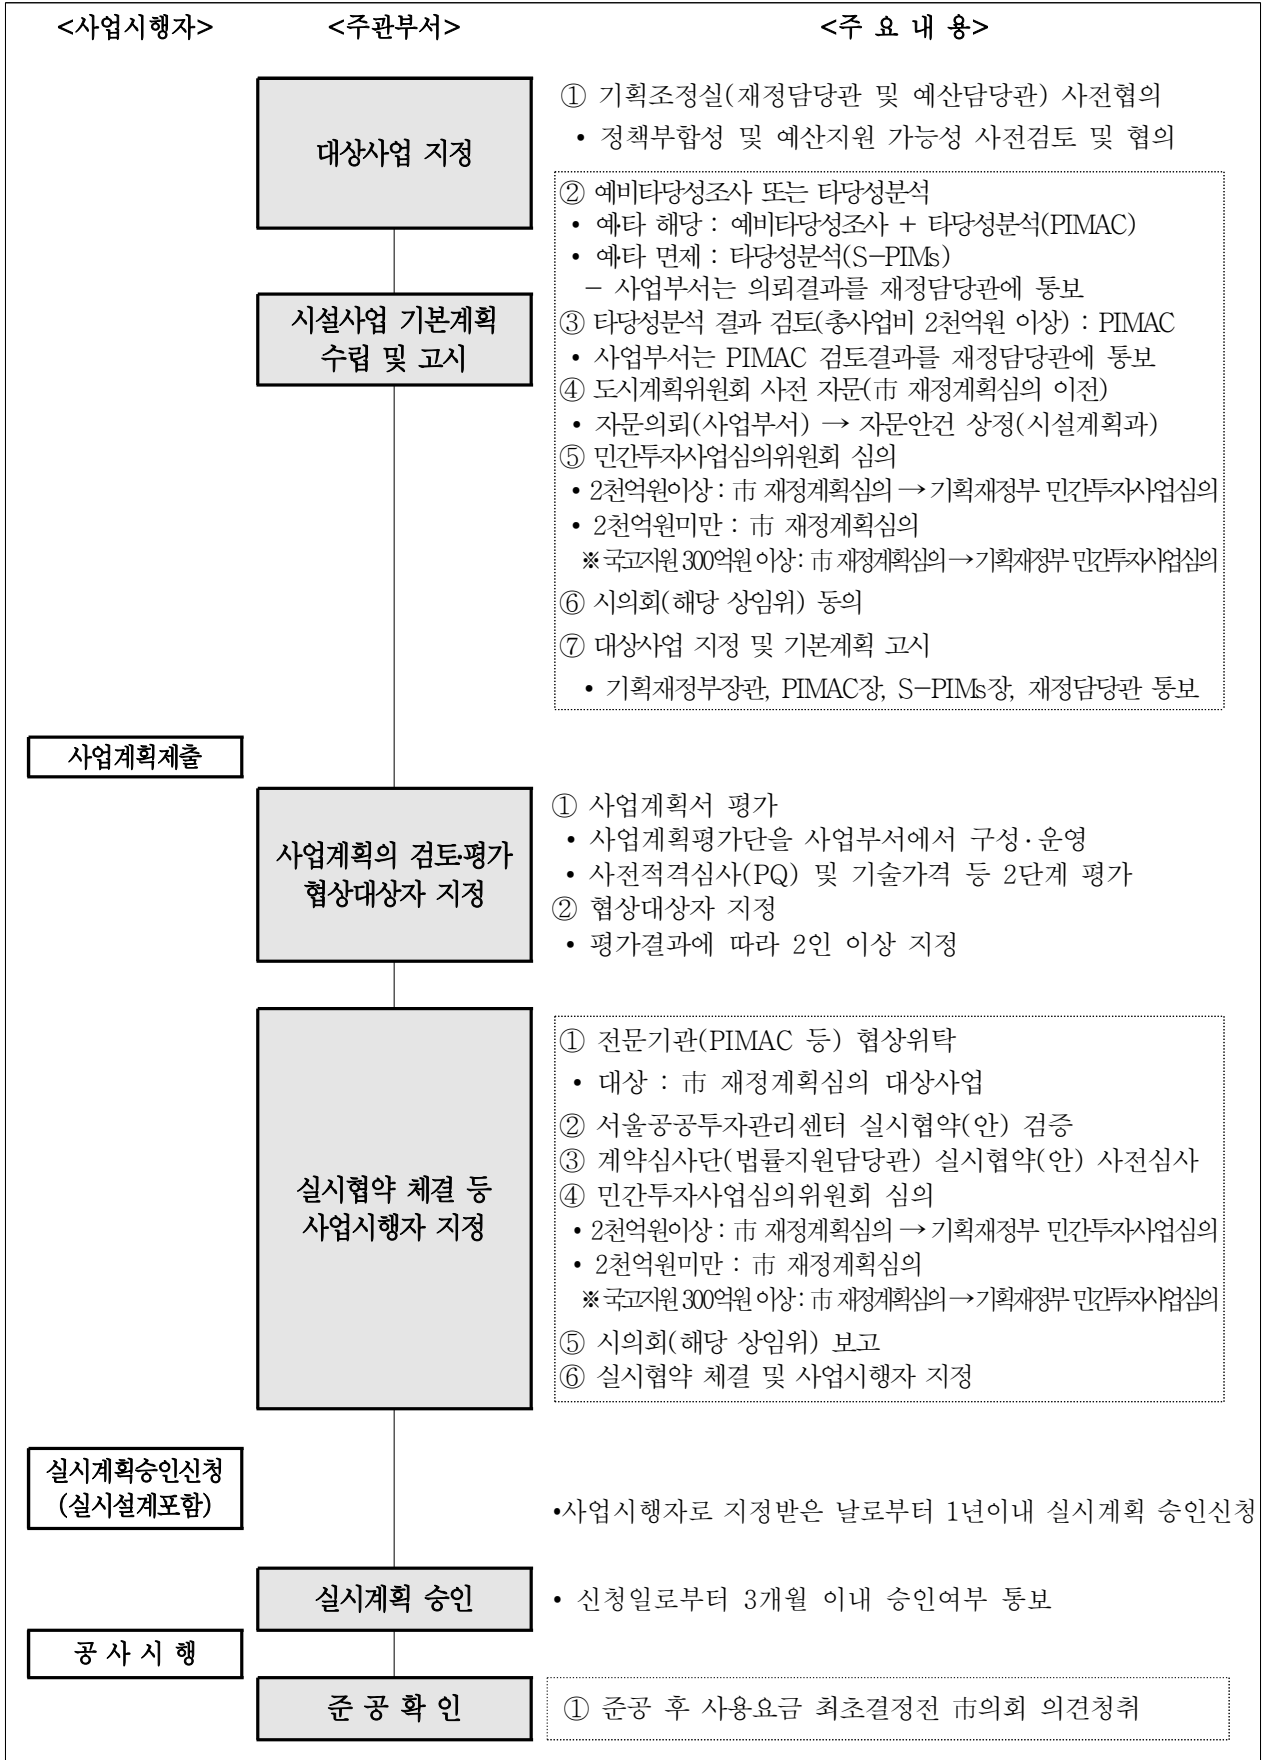 <사업시행자> <주관부서> <주 요 내 용>
대상사업 지정
① 기획조정실(재정담당관 및 예산담당관) 사전협의
• 정책부합성 및 예산지원 가능성 사전검토 및 협의
② 예비타당성조사 또는 타당성분석
• 예·타 해당 : 예비타당성조사 + 타당성분석(PIMAC)
• 예·타 면제 : 타당성분석(S-PIMs)
- 사업부서는 의뢰결과를 재정담당관에 통보
시설사업 기본계획
수립 및 고시
③ 타당성분석 결과 검토(총사업비 2천억원 이상) : PIMAC
• 사업부서는 PIMAC 검토결과를 재정담당관에 통보
④ 도시계획위원회 사전 자문(市 재정계획심의 이전)
• 자문의뢰(사업부서) → 자문안건 상정(시설계획과)
⑤ 민간투자사업심의위원회 심의
• 2천억원이상 : 市 재정계획심의 → 기획재정부 민간투자사업심의
• 2천억원미만 : 市 재정계획심의
※ 국고지원 300억원 이상 : 市 재정계획심의 → 기획재정부 민간투자사업심의
⑥ 시의회(해당 상임위) 동의
⑦ 대상사업 지정 및 기본계획 고시
• 기획재정부장관, PIMAC장, S-PIMs장, 재정담당관 통보
사업계획제출
사업계획의 검토·평가
협상대상자 지정
① 사업계획서 평가
• 사업계획평가단을 사업부서에서 구성·운영
• 사전적격심사(PQ) 및 기술가격 등 2단계 평가
② 협상대상자 지정
• 평가결과에 따라 2인 이상 지정
실시협약 체결 등
사업시행자 지정
① 전문기관(PIMAC 등) 협상위탁
• 대상 : 市 재정계획심의 대상사업
② 서울공공투자관리센터 실시협약(안) 검증
③ 계약심사단(법률지원담당관) 실시협약(안) 사전심사
④ 민간투자사업심의위원회 심의
• 2천억원이상 : 市 재정계획심의 → 기획재정부 민간투자사업심의
• 2천억원미만 : 市 재정계획심의
※ 국고지원 300억원 이상 : 市 재정계획심의 → 기획재정부 민간투자사업심의
⑤ 시의회(해당 상임위) 보고
⑥ 실시협약 체결 및 사업시행자 지정
실시계획승인신청
(실시설계포함)
•사업시행자로 지정받은 날로부터 1년이내 실시계획 승인신청
실시계획 승인
• 신청일로부터 3개월 이내 승인여부 통보
공 사 시 행
준 공 확 인
① 준공 후 사용요금 최초결정전 市의회 의견청취